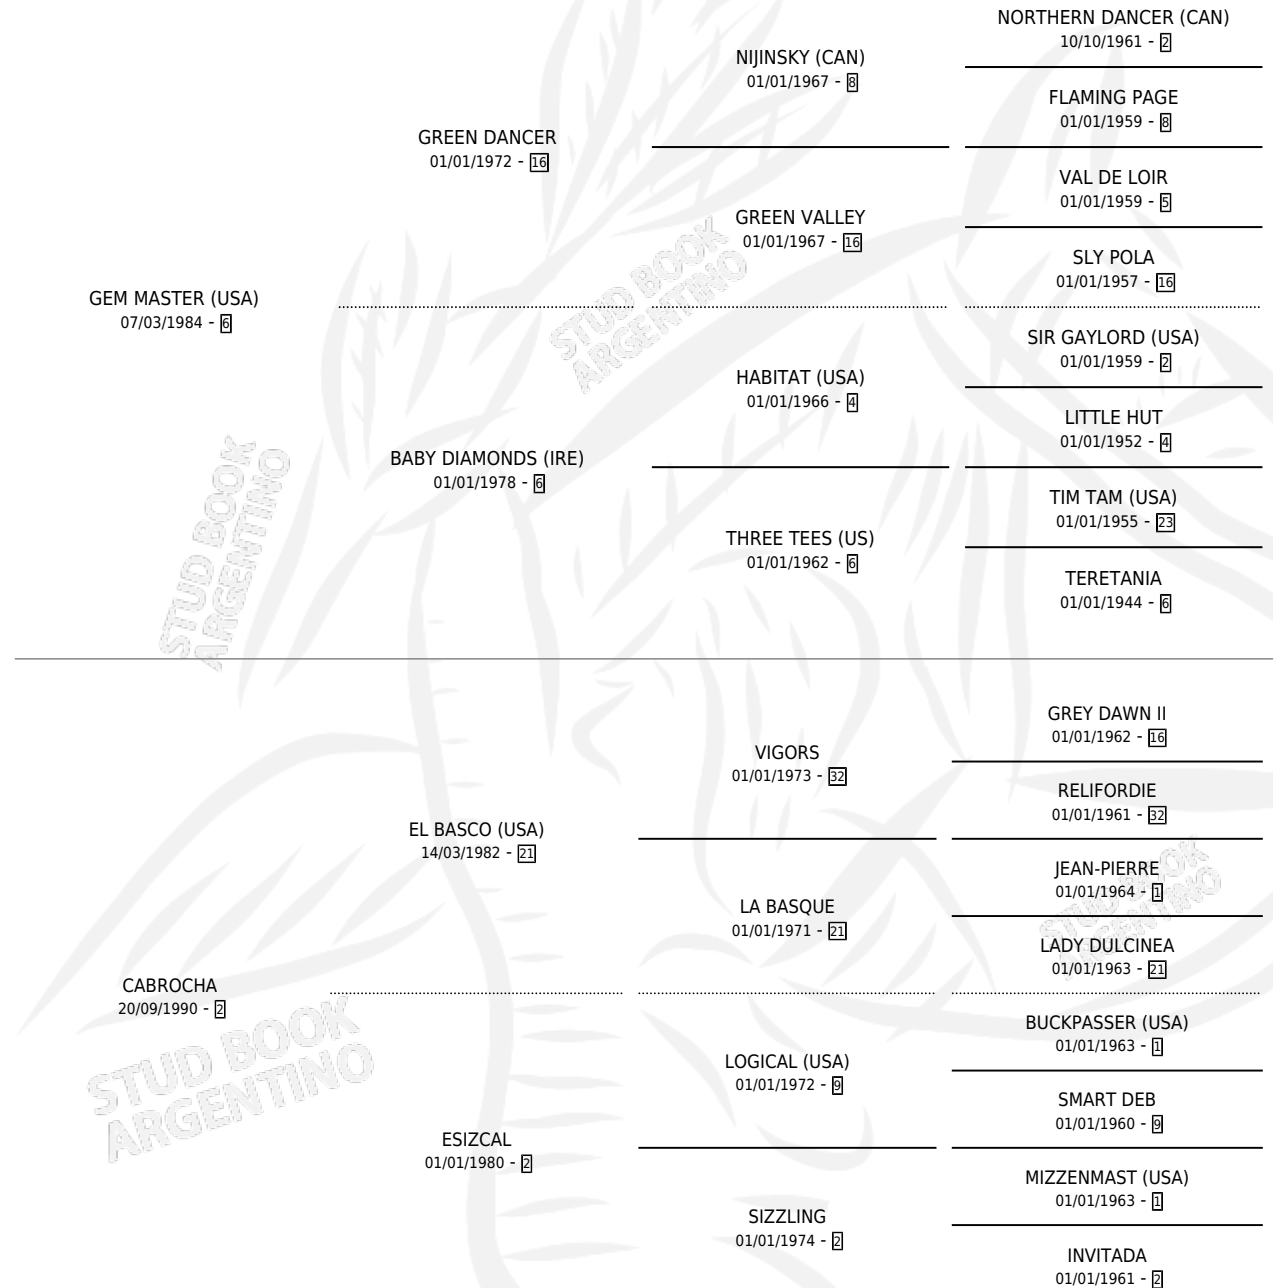 NORTHERN DANCER (CAN)
10/10/1961 - 2
NIJINSKY (CAN)
01/01/1967 - 8
FLAMING PAGE
01/01/1959 - 8
GREEN DANCER
01/01/1972 - 16
VAL DE LOIR
01/01/1959 - 5
GREEN VALLEY
01/01/1967 - 16
SLY POLA
01/01/1957 - 16
GEM MASTER (USA)
07/03/1984 - 6
STUD BOOK
ARGENTINO
SIR GAYLORD (USA)
01/01/1959 - 2
HABITAT (USA)
01/01/1966 - 4
LITTLE HUT
01/01/1952 - 4
BABY DIAMONDS (IRE)
01/01/1978 - 6
TIM TAM (USA)
01/01/1955 - 23
THREE TEES (US)
01/01/1962 - 6
TERETANIA
01/01/1944 - 6
STUD BOOK
ARGENTINO
GREY DAWN II
01/01/1962 - 16
VIGORS
01/01/1973 - 32
RELIFORDIE
01/01/1961 - 32
EL BASCO (USA)
14/03/1982 - 21
JEAN-PIERRE
01/01/1964 - 1
LA BASQUE
01/01/1971 - 21
STUD BOOK
ARGENTINO
LADY DULCINEA
01/01/1963 - 21
CABROCHA
20/09/1990 - 2
STUD BOOK
ARGENTINO
BUCKPASSER (USA)
01/01/1963 - 1
LOGICAL (USA)
01/01/1972 - 9
SMART DEB
01/01/1960 - 9
ESIZCAL
01/01/1980 - 2
MIZZENMAST (USA)
01/01/1963 - 1
SIZZLING
01/01/1974 - 2
INVITADA
01/01/1961 - 2